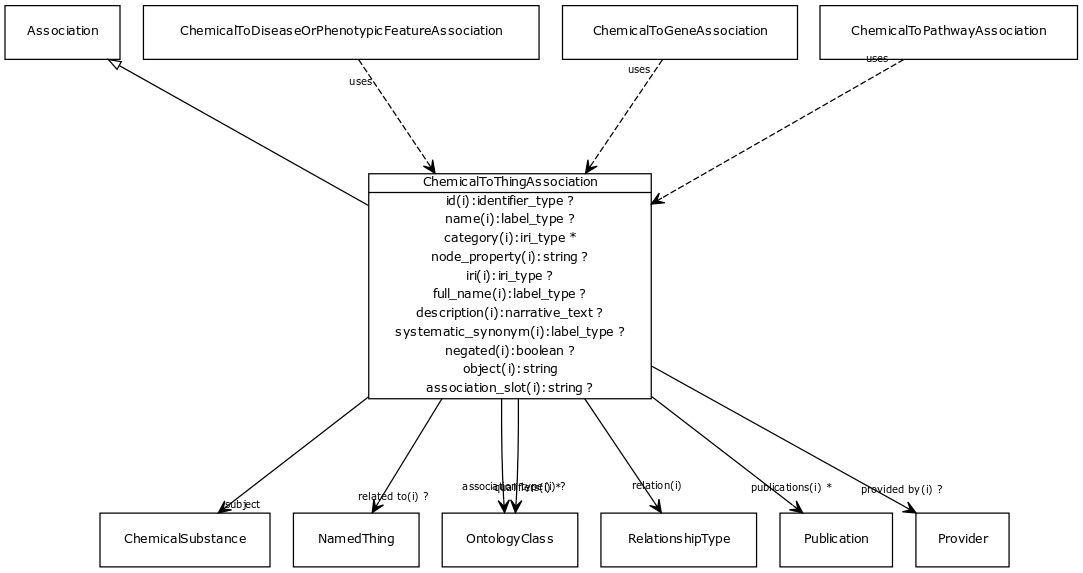 Association
ChemicalToDiseaseOrPhenotypicFeatureAssociation
ChemicalToGeneAssociation
ChemicalToPathwayAssociation
uses
uses
uses
ChemicalToThingAssociation
id(i):identifier_type ?
name(i):label_type ?
category(i):iri_type *
node_property(i):string ?
iri(i):iri_type ?
full_name(i):label_type ?
description(i):narrative_text ?
systematic_synonym(i):label_type ?
negated(i):boolean ?
object(i):string
association_slot(i):string ?
subject
related to(i) ?
association type(i) ?
qualifiers(i) *
relation(i)
publications(i) *
provided by(i) ?
ChemicalSubstance
NamedThing
OntologyClass
RelationshipType
Publication
Provider